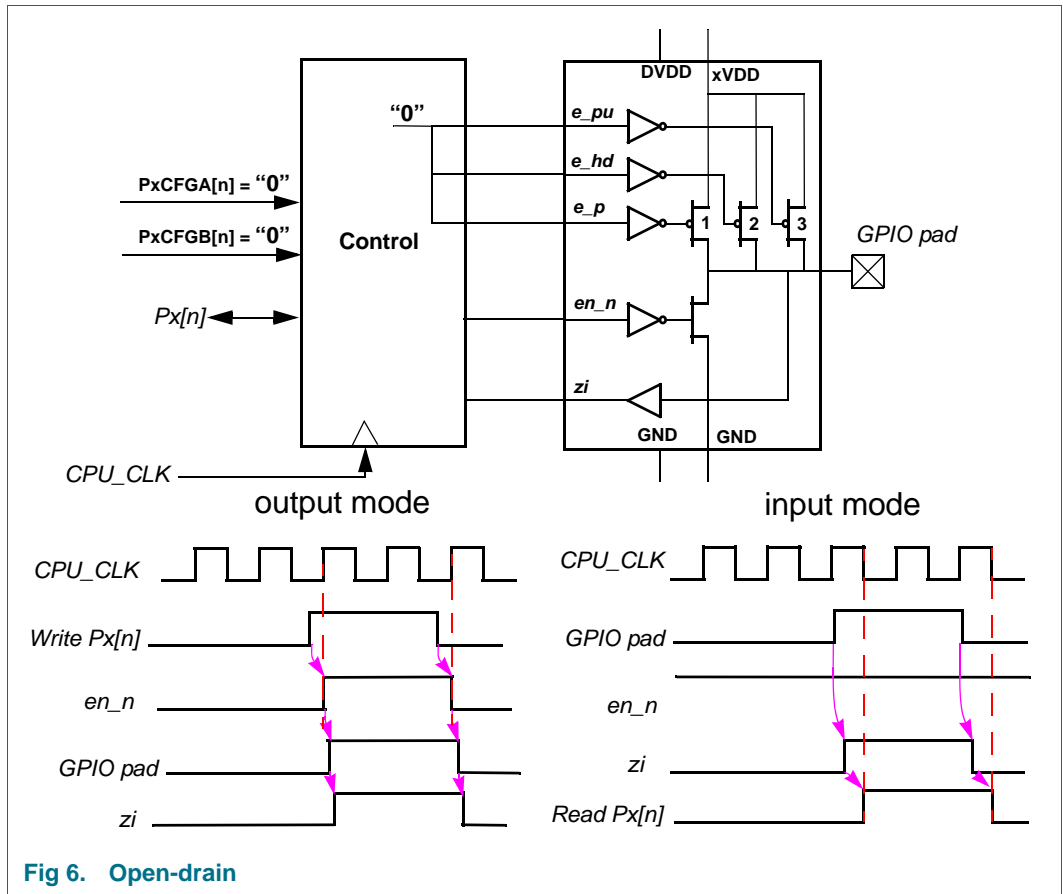 DVDD
xVDD
“0”
e_pu
e_hd
e_p
PxCFGA[n] = “0”
PxCFGB[n] = “0”
Control
1
2
3
GPIO pad
Px[n]
en_n
zi
GND
GND
CPU_CLK
output mode
CPU_CLK
Write Px[n]
en_n
GPIO pad
zi
input mode
CPU_CLK
GPIO pad
en_n
zi
Read Px[n]
Fig 6. Open-drain